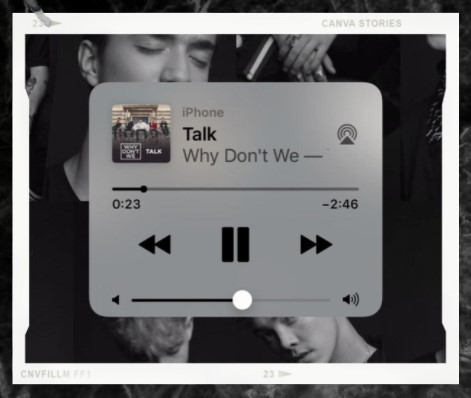 23
CANVA STORIES
iPhone
Talk
Why Don't We —
WHY
DON'T
WE
TALK
0:23
−2:46
CNVFILLM FF1
23